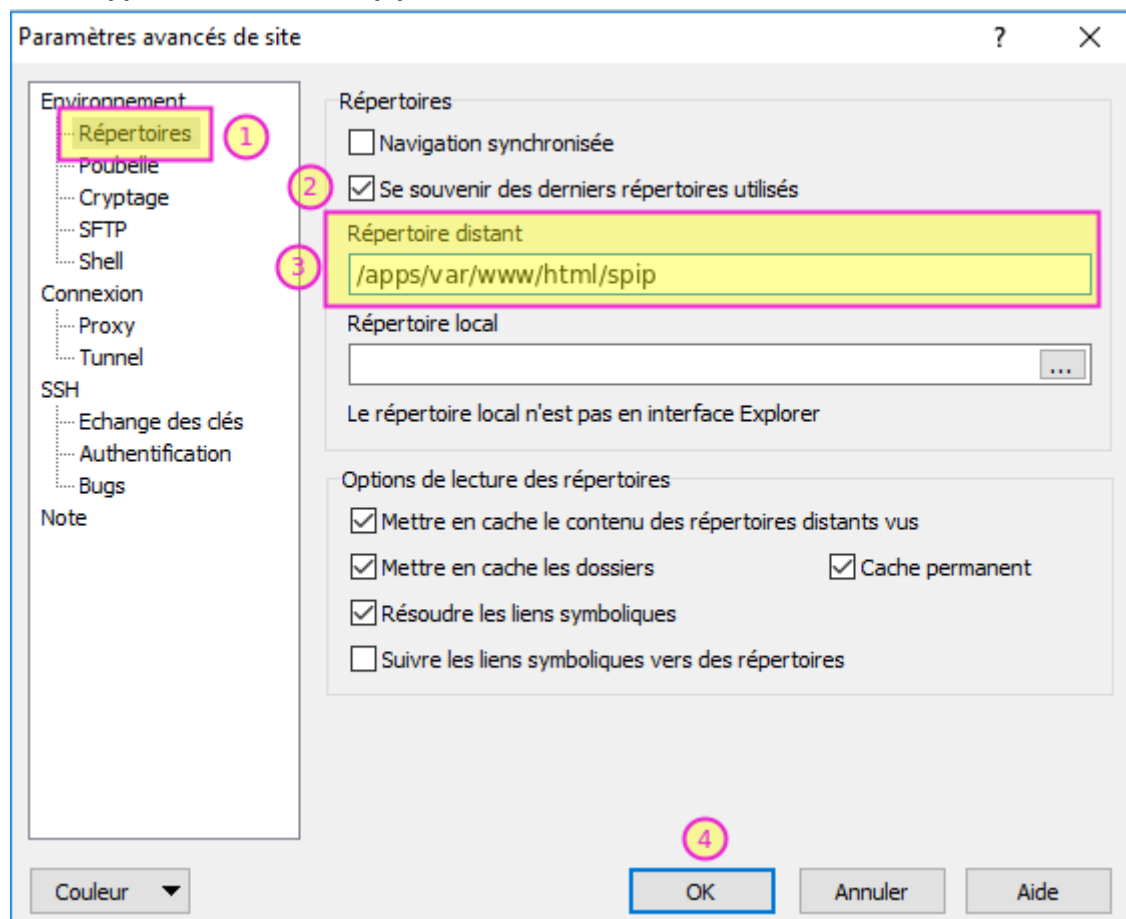 Paramètres avancés de site ? ×
Environnement
Répertoires 1
Poubelle
Cryptage
SFTP
Shell
Connexion
Proxy
Tunnel
SSH
Echange des clés
Authentification
Bugs
Note
Répertoires
Navigation synchronisée
2 Se souvenir des derniers répertoires utilisés
Répertoire distant
3 /apps/var/www/html/spip
Répertoire local
...
Le répertoire local n'est pas en interface Explorer
Options de lecture des répertoires
Mettre en cache le contenu des répertoires distants vus
Mettre en cache les dossiers Cache permanent
Résoudre les liens symboliques
Suivre les liens symboliques vers des répertoires
4
Couleur OK Annuler Aide